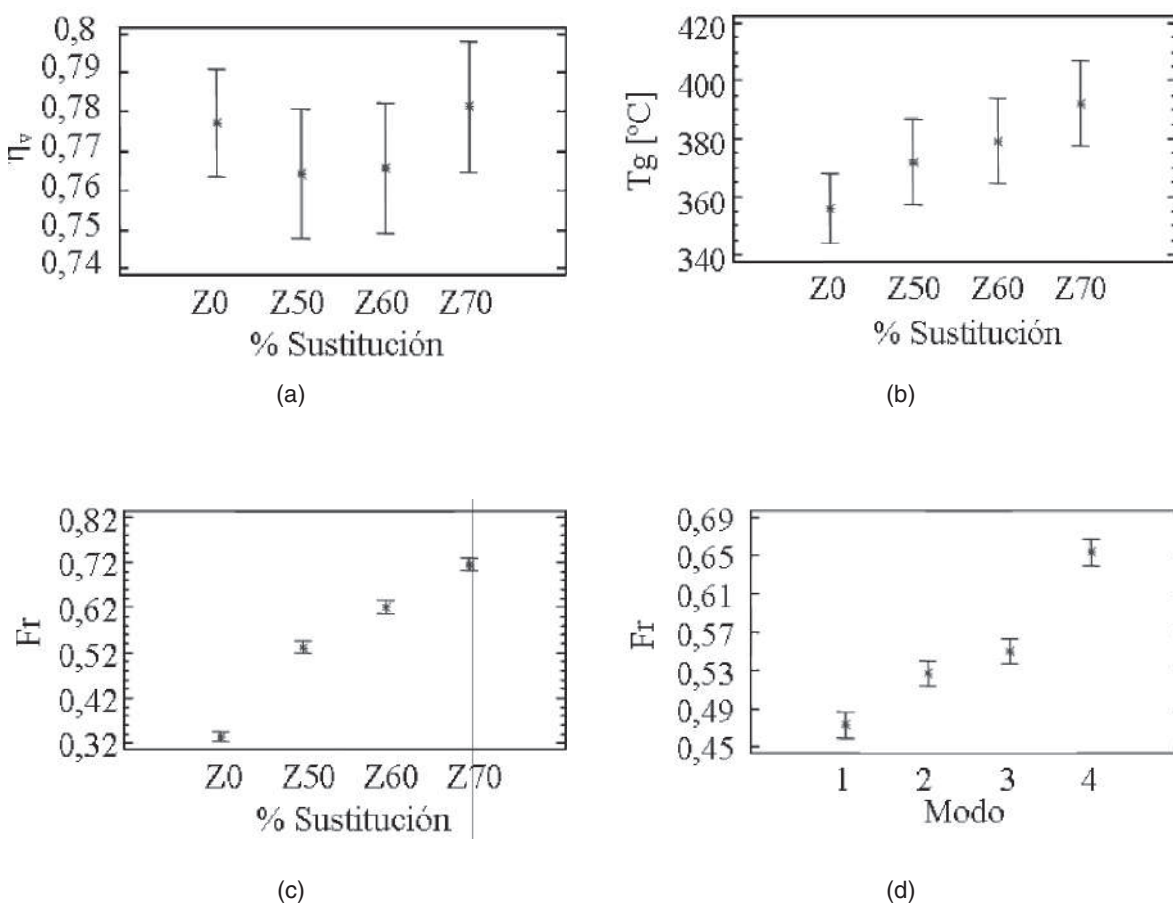 0,8
0,79
0,78
0,77
0,76
0,75
0,74
ηv
Z0 Z50 Z60 Z70
% Sustitución
(a)
420
400
380
360
340
Tg [ºC]
Z0 Z50 Z60 Z70
% Sustitución
(b)
0,82
0,72
0,62
0,52
0,42
0,32
Fr
Z0 Z50 Z60 Z70
% Sustitución
(c)
0,69
0,65
0,61
0,57
0,53
0,49
0,45
Fr
1 2 3 4
Modo
(d)